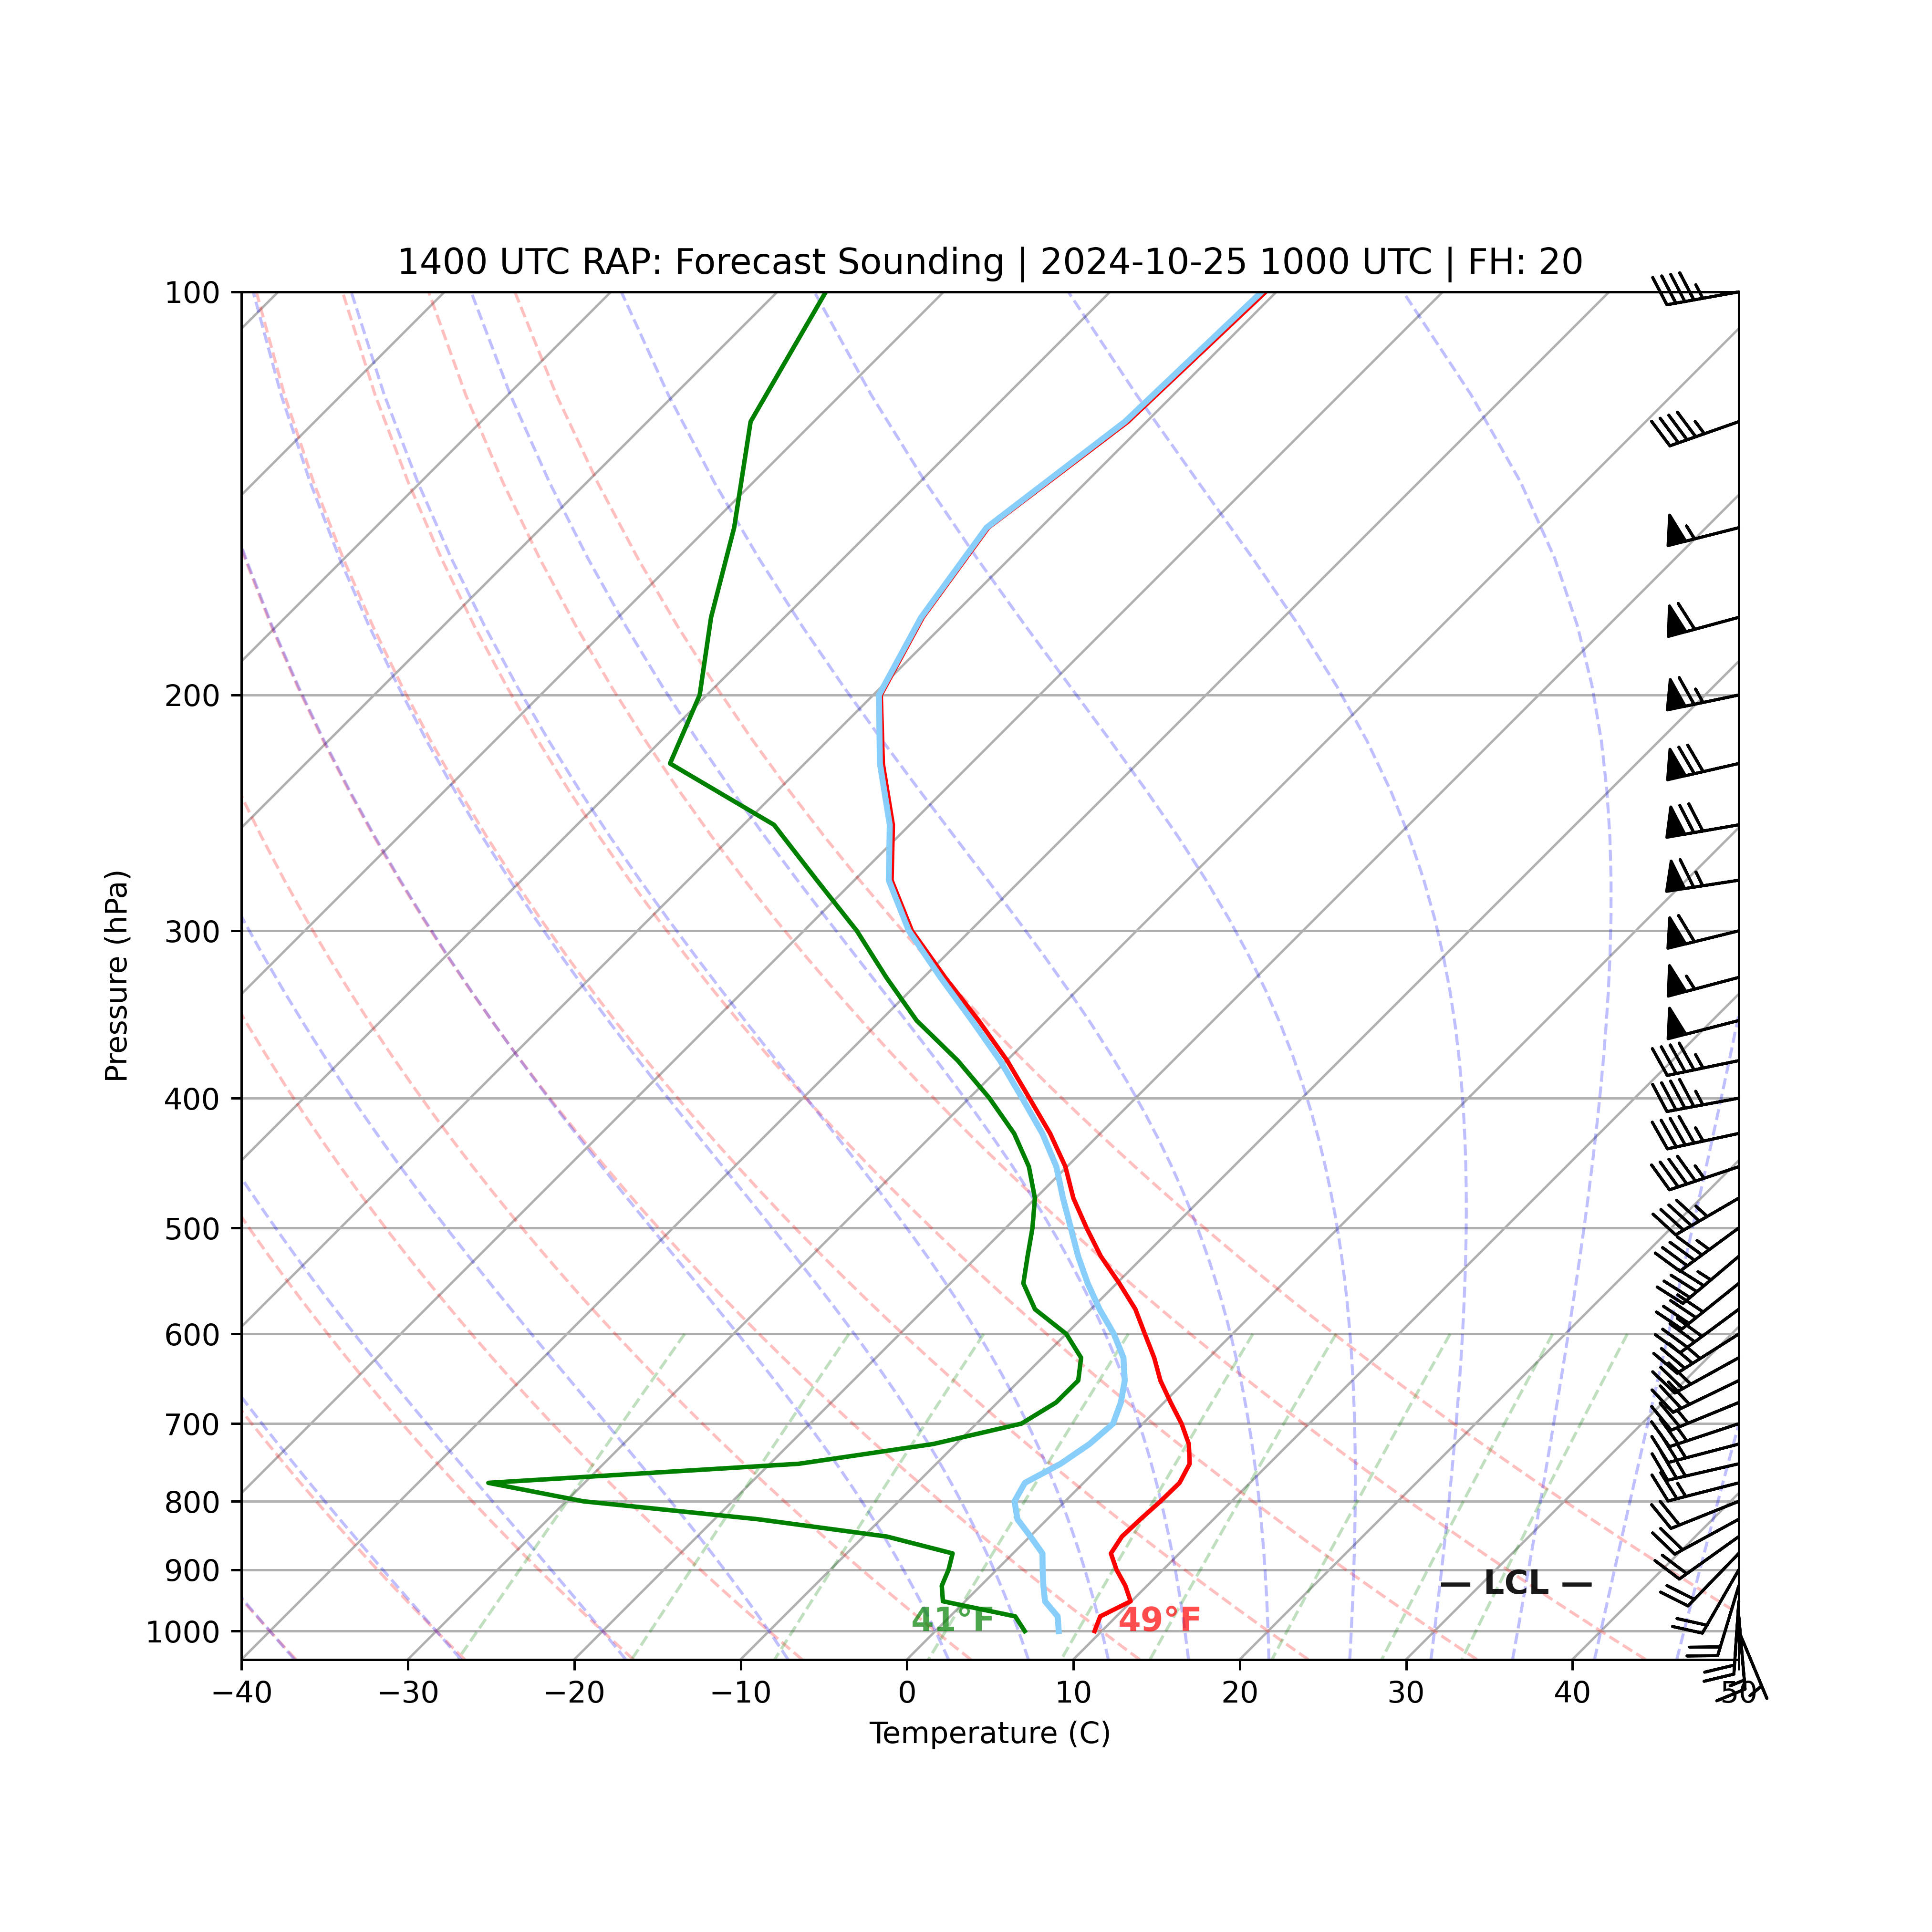 1400 UTC RAP: Forecast Sounding | 2024-10-25 1000 UTC | FH: 20
100
200
300
400
500
600
700
800
900
1000
Pressure (hPa)
— LCL —
41°F
49°F
−40 −30 −20 −10 0 10 20 30 40 50
Temperature (C)